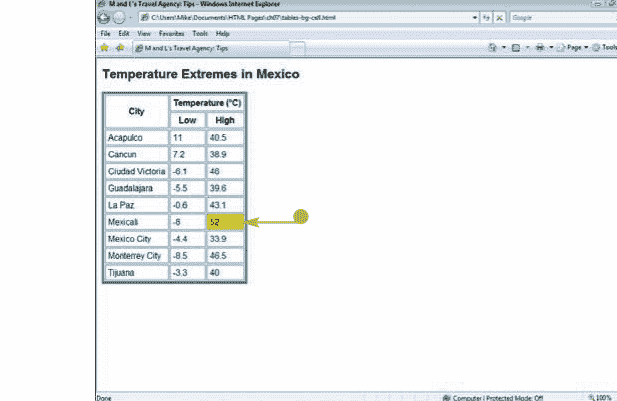 M and L's Travel Agency: Tips - Windows Internet Explorer
C:\Users\Mike\Documents\HTML Pages\ch07\tables-bg-cell.html Google
File Edit View Favorites Tools Help
M and L's Travel Agency: Tips Page Tools
Temperature Extremes in Mexico
City Temperature (°C)
Low High
Acapulco 11 40.5
Cancun 7.2 38.9
Ciudad Victoria -6.1 46
Guadalajara -5.5 39.6
La Paz -0.6 43.1
Mexicali -8 52
Mexico City -4.4 33.9
Monterrey City -8.5 46.5
Tijuana -3.3 40
Done Computer | Protected Mode: Off 100%